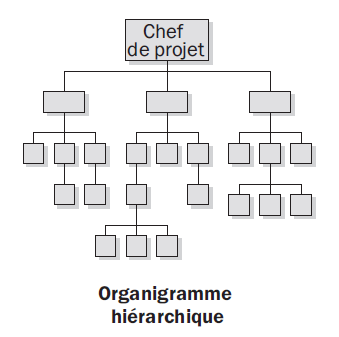 Chef
de projet
Organigramme
hiérarchique